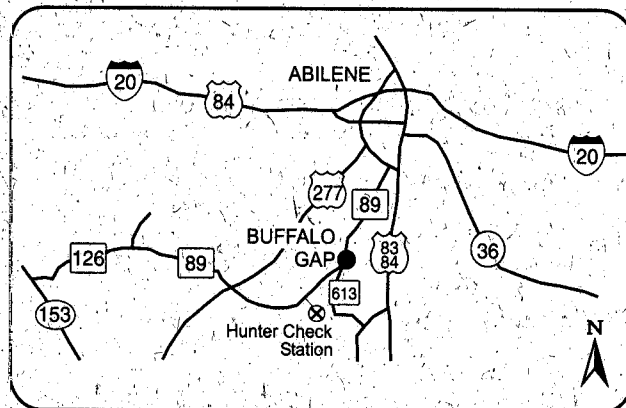 ABILENE
20
84
20
277
89
BUFFALO
GAP
83
84
36
126
89
613
153
Hunter Check
Station
N